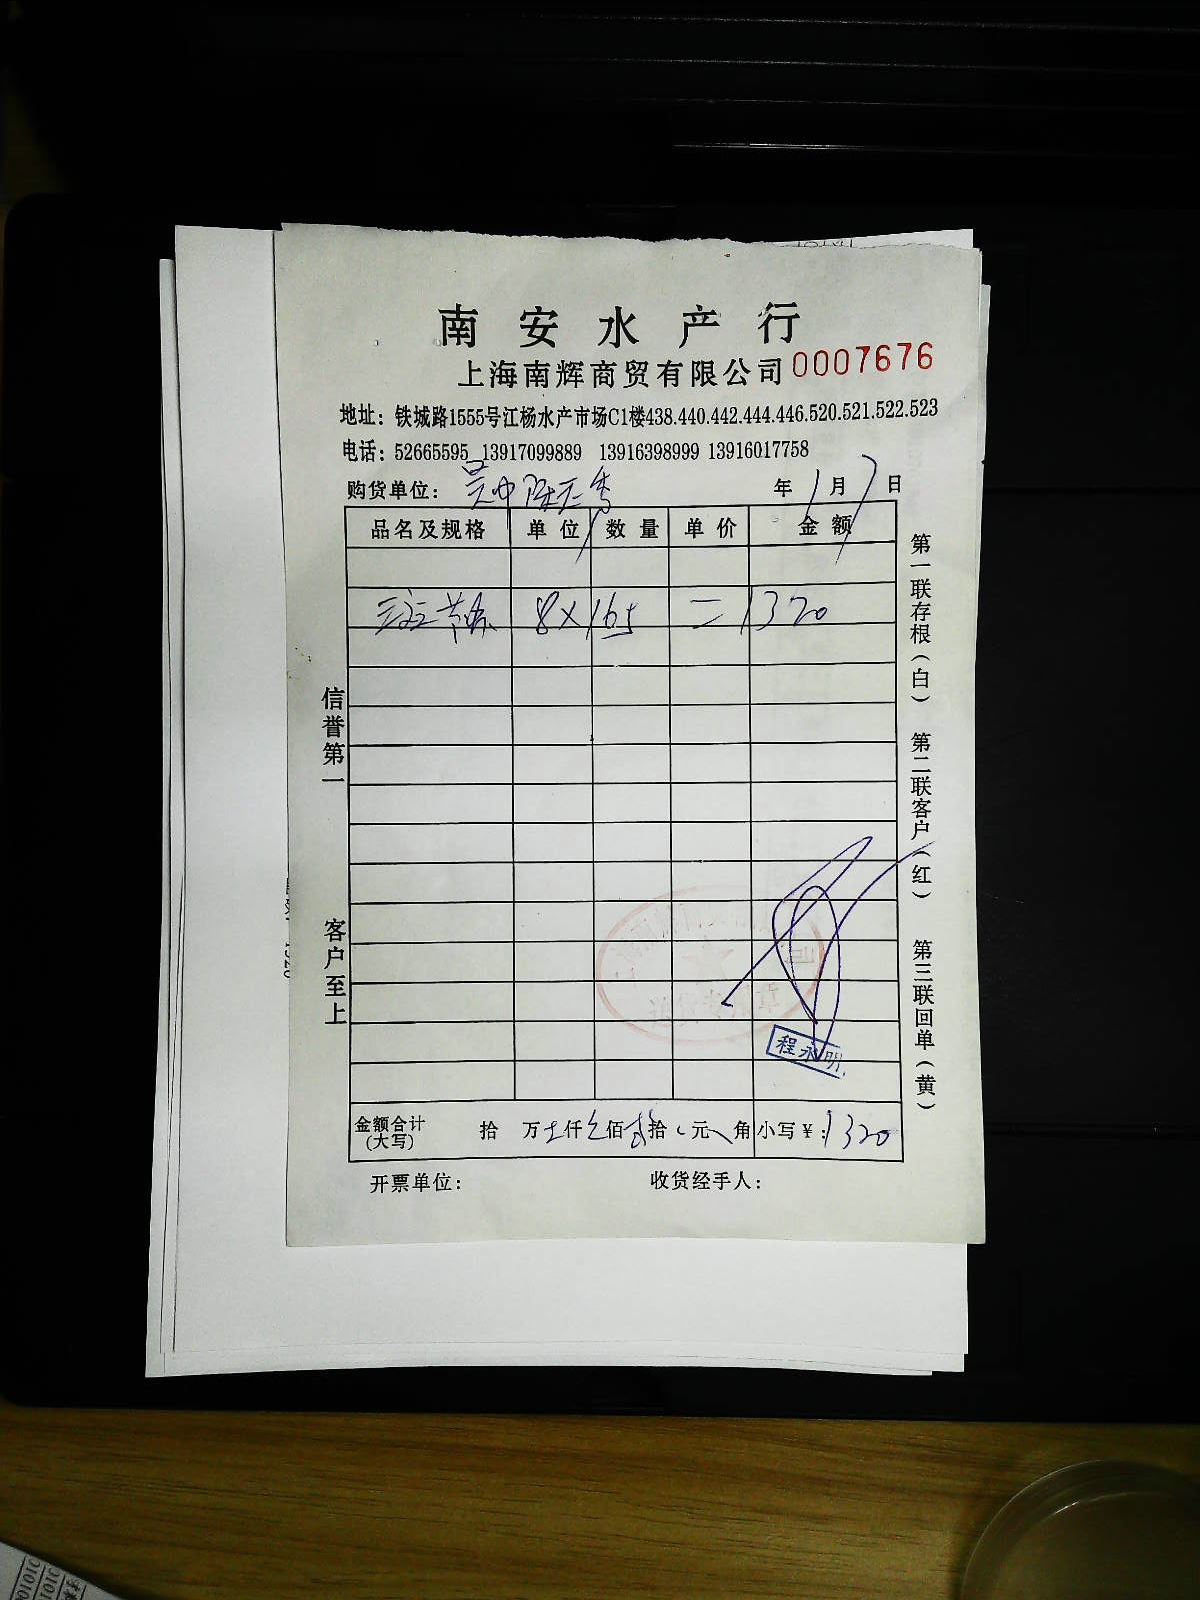 南安水产行
上海南辉商贸有限公司 0007676
地址：铁城路1555号江杨水产市场C1楼438.440.442.444.446.520.521.522.523
电话：52665595 13917099889 13916398999 13916017758
购货单位：
年 1 月 7 日
品名及规格 单位 数量 单价 金额
8×165 = 1320
信誉第一
客户至上
第一联存根（白） 第二联客户（红） 第三联回单（黄）
程永明
金额合计（大写） 拾 万 仟 佰 拾 元 角 小写￥：1320
开票单位： 收货经手人：